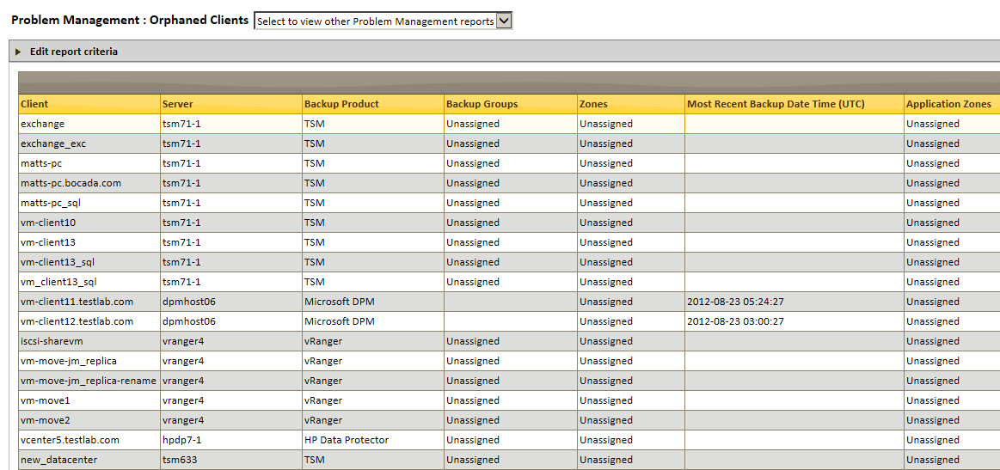 Problem Management : Orphaned Clients Select to view other Problem Management reports
Edit report criteria
Client Server Backup Product Backup Groups Zones Most Recent Backup Date Time (UTC) Application Zones
exchange tsm71-1 TSM Unassigned Unassigned Unassigned
exchange_exc tsm71-1 TSM Unassigned Unassigned Unassigned
matts-pc tsm71-1 TSM Unassigned Unassigned Unassigned
matts-pc.bocada.com tsm71-1 TSM Unassigned Unassigned Unassigned
matts-pc_sql tsm71-1 TSM Unassigned Unassigned Unassigned
vm-client10 tsm71-1 TSM Unassigned Unassigned Unassigned
vm-client13 tsm71-1 TSM Unassigned Unassigned Unassigned
vm-client13_sql tsm71-1 TSM Unassigned Unassigned Unassigned
vm_client13_sql tsm71-1 TSM Unassigned Unassigned Unassigned
vm-client11.testlab.com dpmhost06 Microsoft DPM Unassigned 2012-08-23 05:24:27 Unassigned
vm-client12.testlab.com dpmhost06 Microsoft DPM Unassigned 2012-08-23 03:00:27 Unassigned
iscsi-sharevm vranger4 vRanger Unassigned Unassigned Unassigned
vm-move-jm_replica vranger4 vRanger Unassigned Unassigned Unassigned
vm-move-jm_replica-rename vranger4 vRanger Unassigned Unassigned Unassigned
vm-move1 vranger4 vRanger Unassigned Unassigned Unassigned
vm-move2 vranger4 vRanger Unassigned Unassigned Unassigned
vcenter5.testlab.com hpdp7-1 HP Data Protector Unassigned Unassigned Unassigned
new_datacenter tsm633 TSM Unassigned Unassigned Unassigned